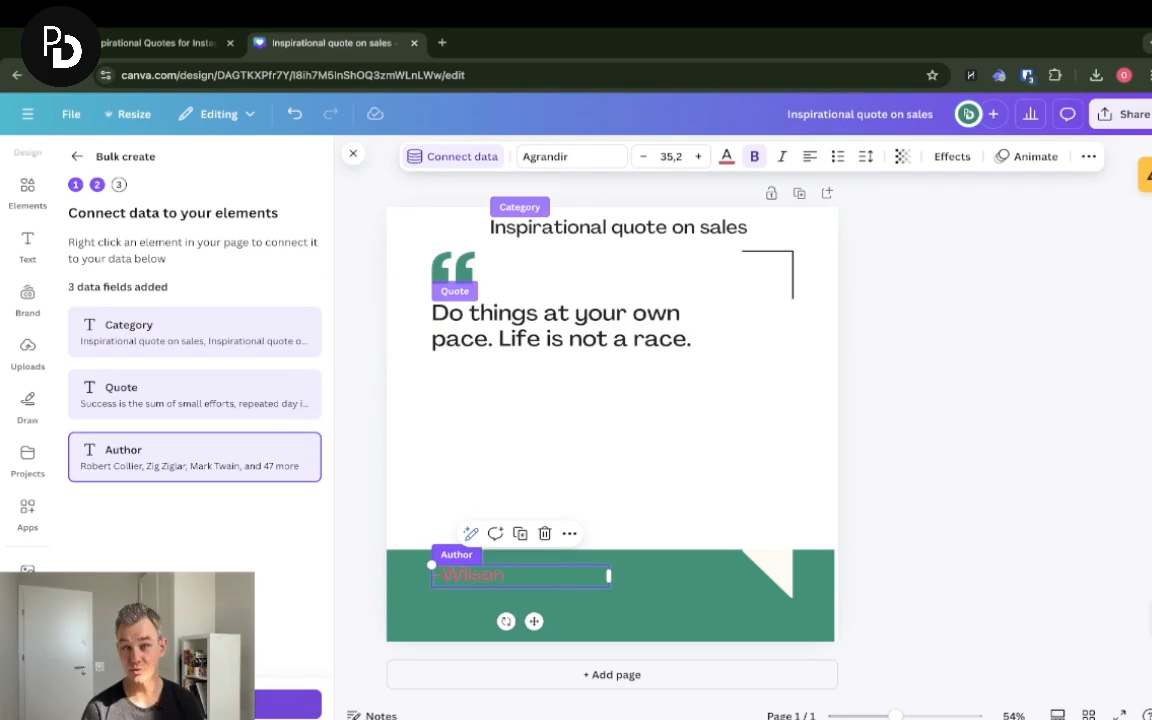 PD
pirational Quotes for Insta
Inspirational quote on sales -
canva.com/design/DAGTKXPfr7Y/I8ih7M5InShOQ3zmWLnLWw/edit
File
Resize
Editing
Inspirational quote on sales
Share
Design
Elements
Text
Brand
Uploads
Draw
Projects
Apps
Bulk create
1 2 3
Connect data to your elements
Right click an element in your page to connect it
to your data below
3 data fields added
T Category
Inspirational quote on sales, Inspirational quote o...
T Quote
Success is the sum of small efforts, repeated day i...
T Author
Robert Collier, Zig Ziglar, Mark Twain, and 47 more
Connect data
Agrandir
– 35,2 +
A
B
I
Effects
Animate
Category
Inspirational quote on sales
Quote
Do things at your own
pace. Life is not a race.
Author
-Wilson
+ Add page
Notes
Page 1 / 1
54%